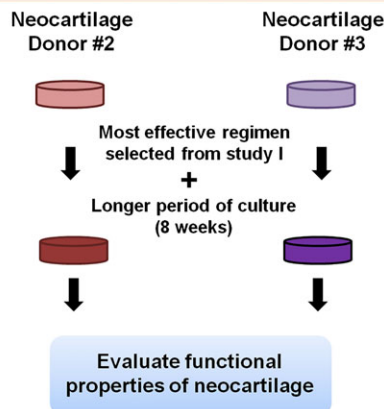 Neocartilage
Donor #2
Neocartilage
Donor #3
Most effective regimen
selected from study I
+
Longer period of culture
(8 weeks)
Evaluate functional
properties of neocartilage